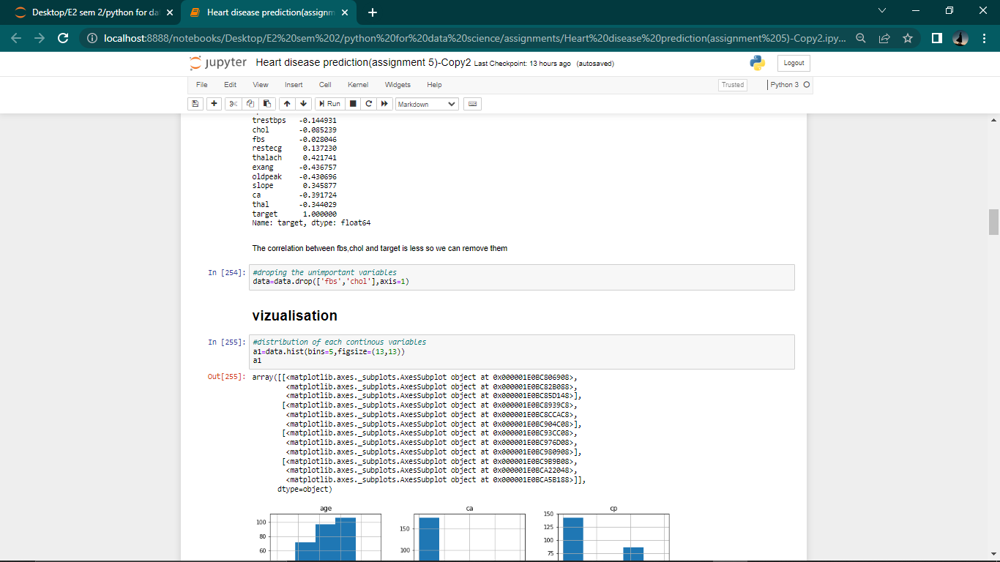 Desktop/E2 sem 2/python for da
Heart disease prediction(assignm
localhost:8888/notebooks/Desktop/E2%20sem%202/python%20for%20data%20science/assignments/Heart%20disease%20prediction(assignment%205)-Copy2.ipy...
jupyter Heart disease prediction(assignment 5)-Copy2 Last Checkpoint: 13 hours ago (autosaved)
Logout
File Edit View Insert Cell Kernel Widgets Help
Trusted
Python 3
Run
Markdown
trestbps -0.144931
chol -0.085239
fbs -0.028046
restecg 0.137230
thalach 0.421741
exang -0.436757
oldpeak -0.430696
slope 0.345877
ca -0.391724
thal -0.344029
target 1.000000
Name: target, dtype: float64
The correlation between fbs,chol and target is less so we can remove them
In [254]: #droping the unimportant variables
data=data.drop(['fbs','chol'],axis=1)
vizualisation
In [255]: #distribution of each continous variables
a1=data.hist(bins=5,figsize=(13,13))
a1
Out[255]: array([[<matplotlib.axes._subplots.AxesSubplot object at 0x000001E0BC806908>,
<matplotlib.axes._subplots.AxesSubplot object at 0x000001E0BC82B088>,
<matplotlib.axes._subplots.AxesSubplot object at 0x000001E0BC85D148>],
[<matplotlib.axes._subplots.AxesSubplot object at 0x000001E0BC8939C8>,
<matplotlib.axes._subplots.AxesSubplot object at 0x000001E0BC8CCAC8>,
<matplotlib.axes._subplots.AxesSubplot object at 0x000001E0BC904C08>],
[<matplotlib.axes._subplots.AxesSubplot object at 0x000001E0BC93CC08>,
<matplotlib.axes._subplots.AxesSubplot object at 0x000001E0BC976D08>,
<matplotlib.axes._subplots.AxesSubplot object at 0x000001E0BC980908>],
[<matplotlib.axes._subplots.AxesSubplot object at 0x000001E0BC9B9B08>,
<matplotlib.axes._subplots.AxesSubplot object at 0x000001E0BCA22048>,
<matplotlib.axes._subplots.AxesSubplot object at 0x000001E0BCA5B188>]],
dtype=object)
age ca cp
100
80
60
150
100
150
125
100
75